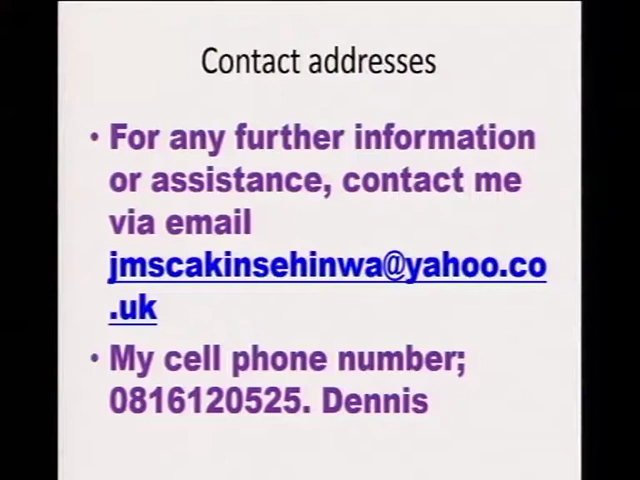 Contact addresses
• For any further information
or assistance, contact me
via email
jmscakinsehinwa@yahoo.co
.uk
• My cell phone number;
0816120525. Dennis